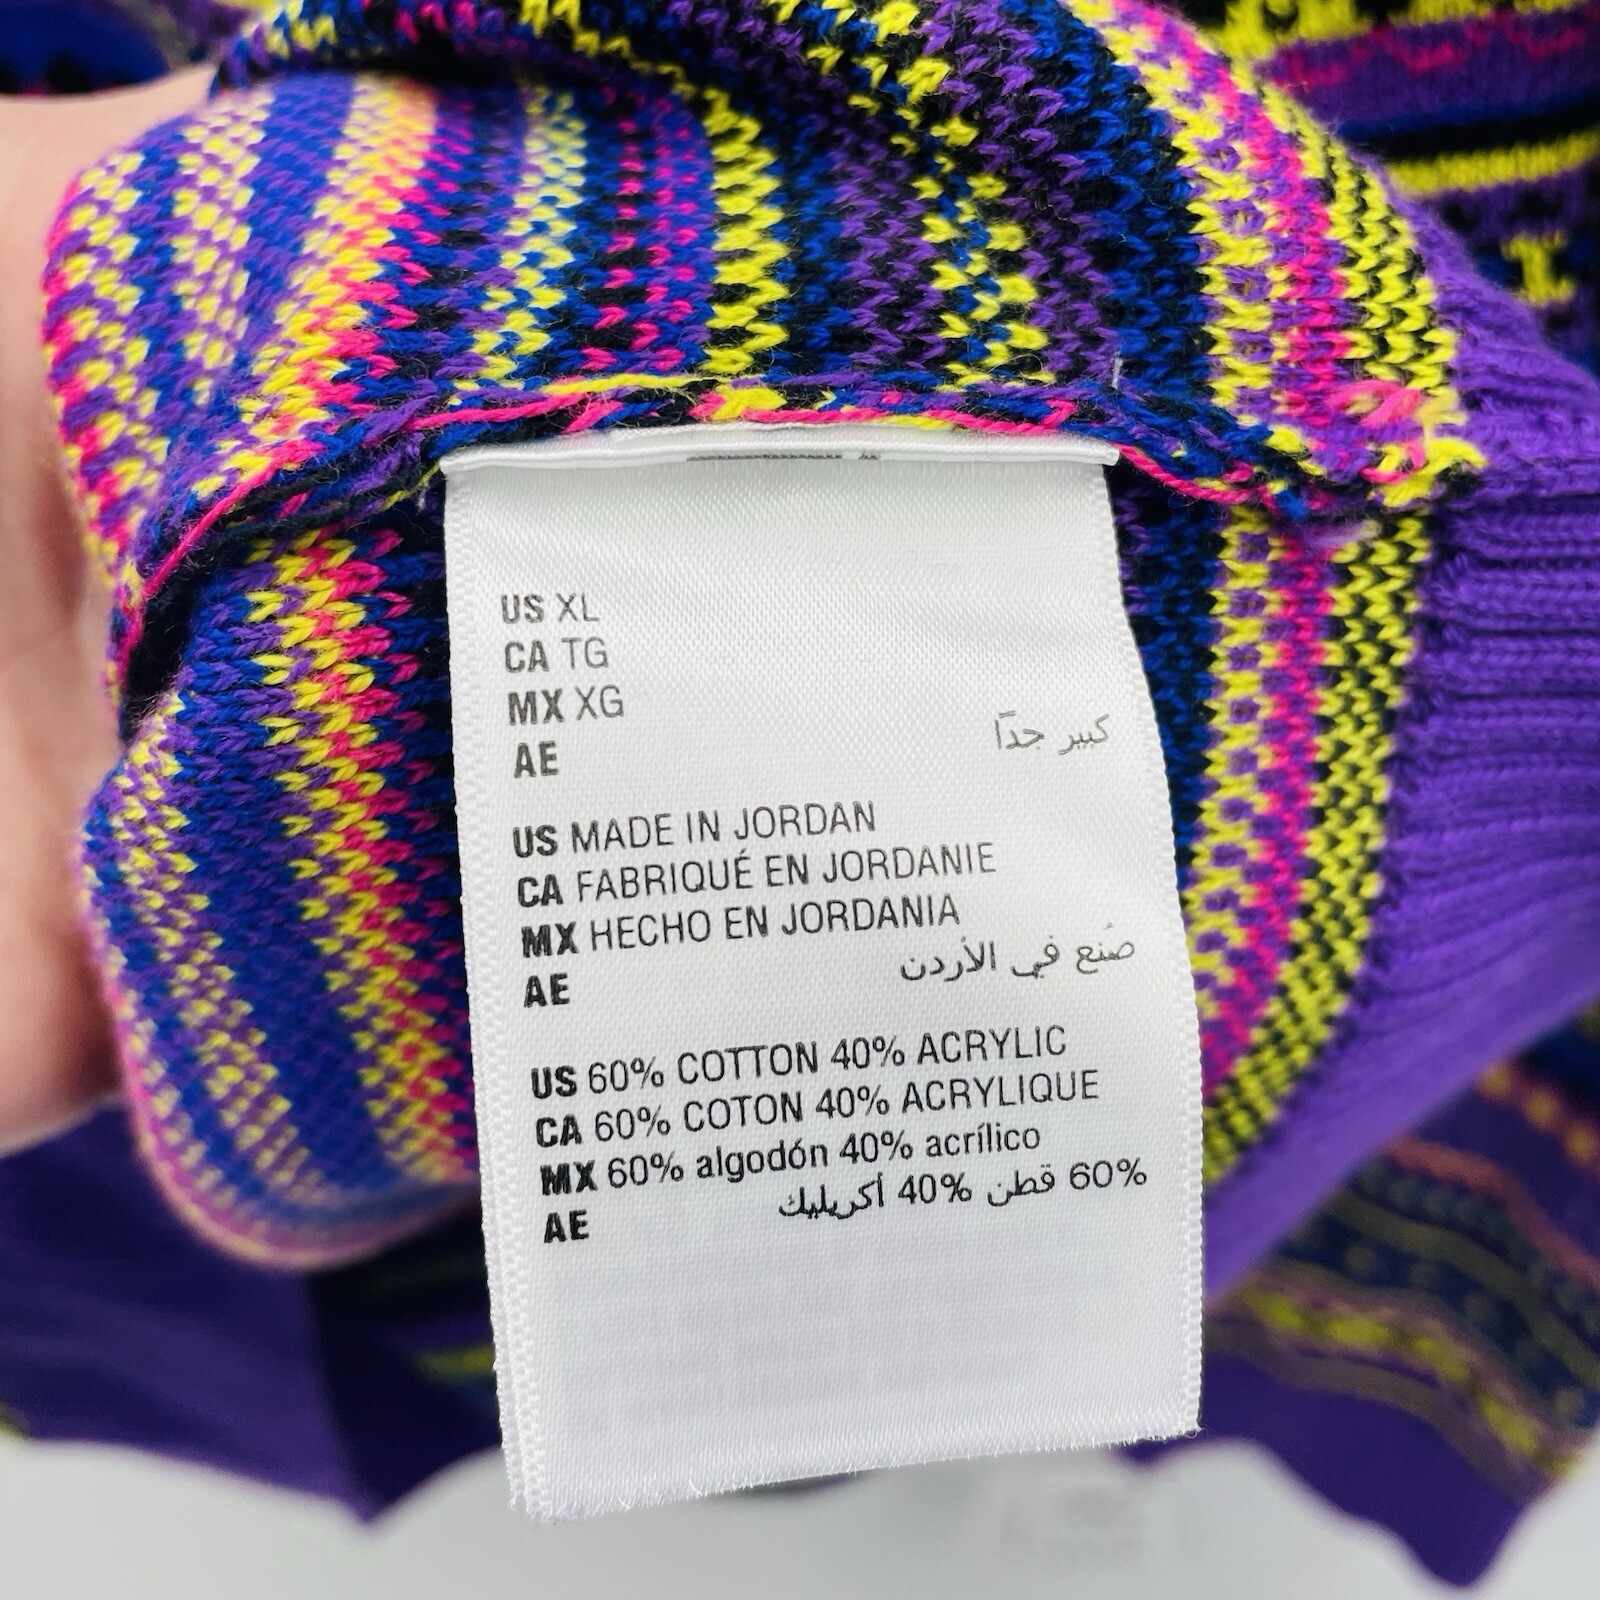 US XL
CA TG
MX XG
AE كبير جدًا
US MADE IN JORDAN
CA FABRIQUÉ EN JORDANIE
MX HECHO EN JORDANIA
AE صُنع في الأردن
US 60% COTTON 40% ACRYLIC
CA 60% COTON 40% ACRYLIQUE
MX 60% algodón 40% acrílico
AE 60% قطن 40% أكريليك